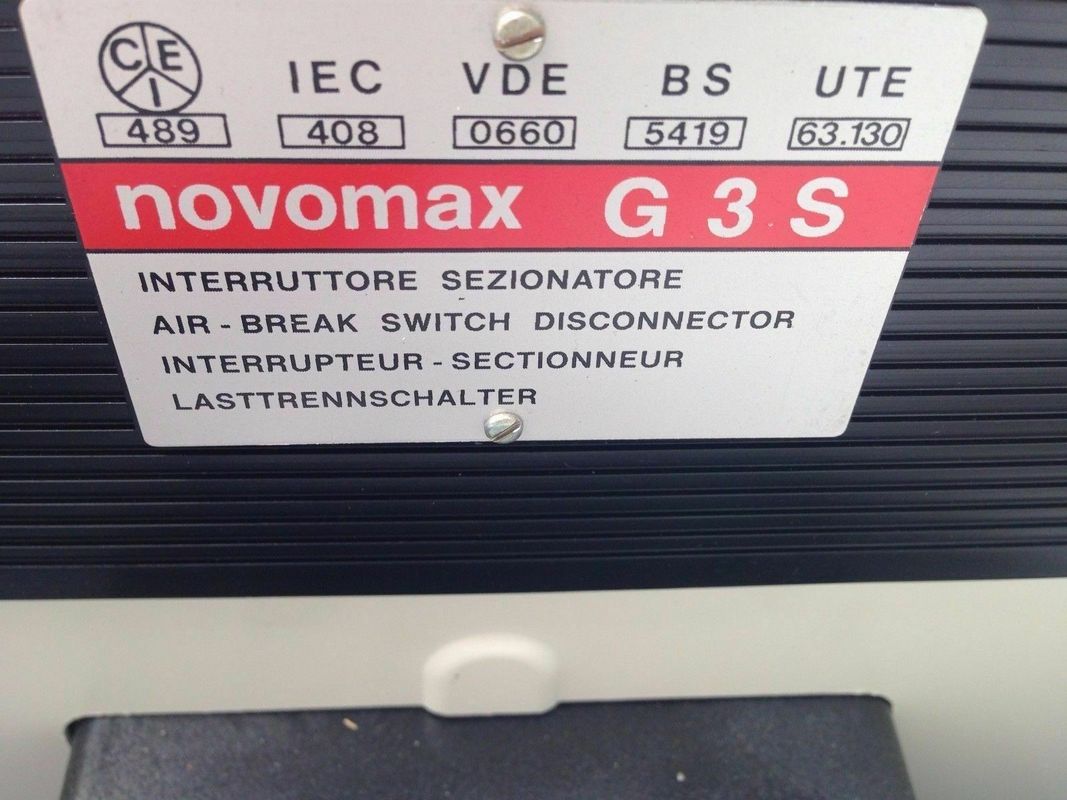 CEI IEC VDE BS UTE
489 408 0660 5419 63.130
novomax G3S
INTERRUTTORE SEZIONATORE
AIR-BREAK SWITCH DISCONNECTOR
INTERRUPTEUR-SECTIONNEUR
LASTTRENNSCHALTER